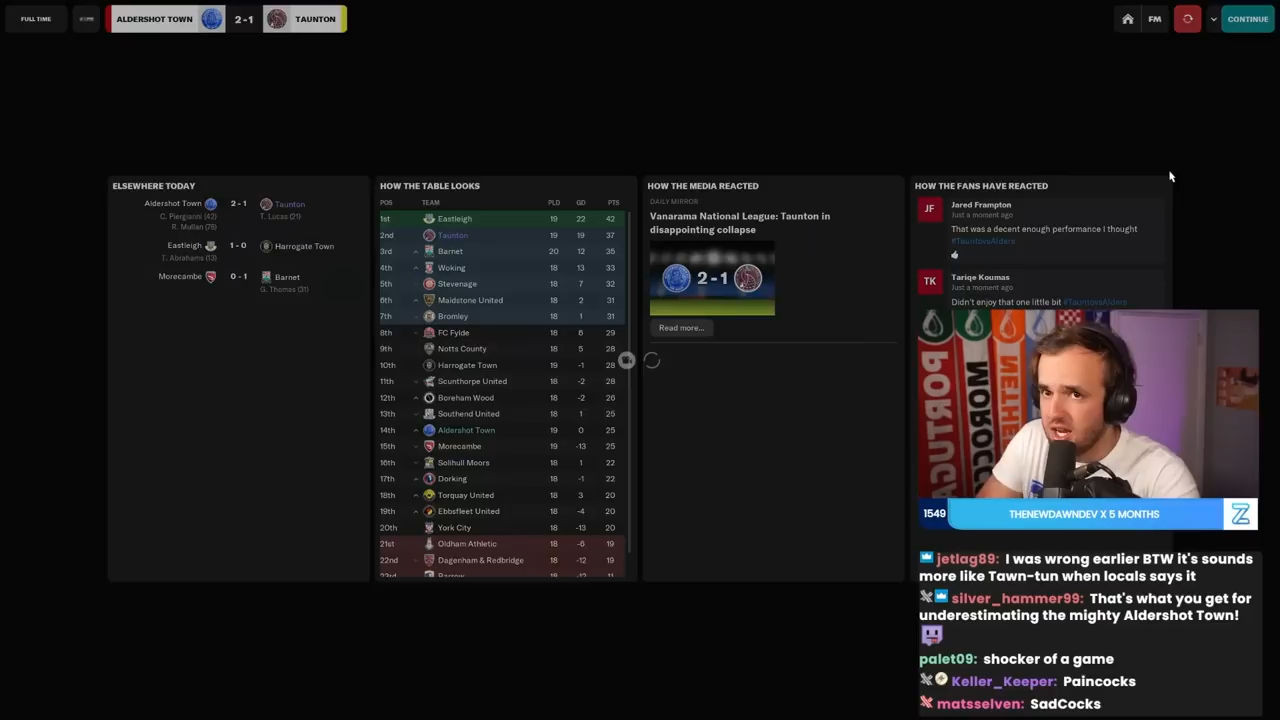 FULL TIME
ALDERSHOT TOWN 2 - 1 TAUNTON
FM
CONTINUE
ELSEWHERE TODAY
Aldershot Town 2 - 1 Taunton
C. Piergianni (42) T. Lucas (21)
R. Mullan (76)
Eastleigh 1 - 0 Harrogate Town
T. Abrahams (13)
Morecambe 0 - 1 Barnet
G. Thomas (31)
HOW THE TABLE LOOKS
POS TEAM PLD GD PTS
1st Eastleigh 19 22 42
2nd Taunton 19 19 37
3rd Barnet 20 12 35
4th Woking 18 13 33
5th Stevenage 18 7 32
6th Maidstone United 18 2 31
7th Bromley 18 1 31
8th FC Fylde 18 6 29
9th Notts County 18 5 28
10th Harrogate Town 19 -1 28
11th Scunthorpe United 18 -2 28
12th Boreham Wood 18 -2 26
13th Southend United 18 1 25
14th Aldershot Town 19 0 25
15th Morecambe 19 -13 25
16th Solihull Moors 18 1 22
17th Dorking 18 -1 22
18th Torquay United 18 3 20
19th Ebbsfleet United 18 -4 20
20th York City 18 -13 20
21st Oldham Athletic 18 -6 19
22nd Dagenham & Redbridge 18 -12 19
23rd Barrow 18 -12 11
HOW THE MEDIA REACTED
DAILY MIRROR
Vanarama National League: Taunton in
disappointing collapse
2 - 1
Read more...
HOW THE FANS HAVE REACTED
JF Jared Frampton
Just a moment ago
That was a decent enough performance I thought
#TauntovsAlders
TK Tariqe Koumas
Just a moment ago
Didn't enjoy that one little bit #TauntovsAlders
PORTUGA
MOROCC
NETHE
1549 THENEWDAWNDEV X 5 MONTHS Z
jetlag89: I was wrong earlier BTW it's sounds
more like Tawn-tun when locals says it
silver_hammer99: That's what you get for
underestimating the mighty Aldershot Town!
palet09: shocker of a game
Keller_Keeper: Paincocks
matsselven: SadCocks